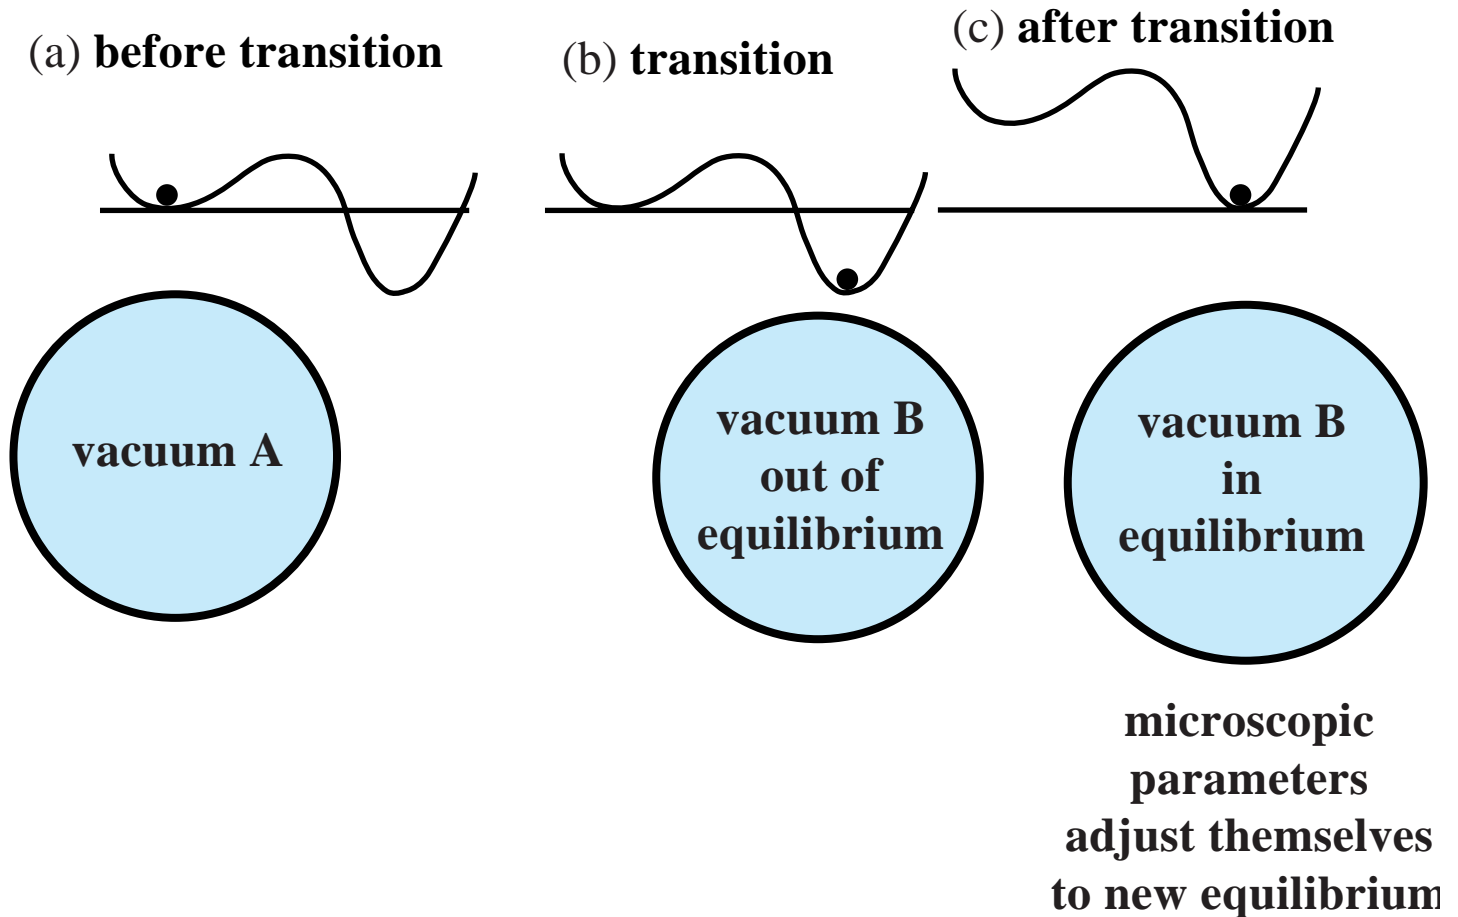 (a) before transition
(b) transition
(c) after transition
vacuum A
vacuum B
out of
equilibrium
vacuum B
in
equilibrium
microscopic
parameters
adjust themselves
to new equilibrium